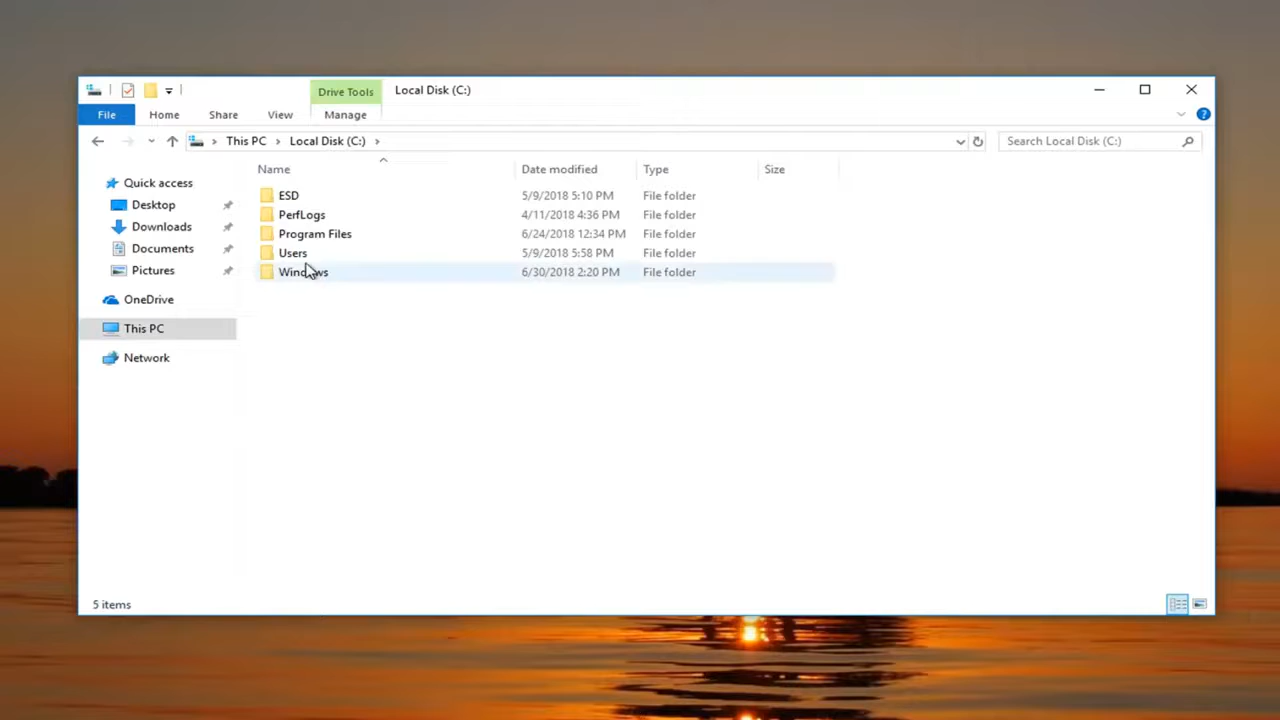 Drive Tools Local Disk (C:)
File Home Share View Manage
This PC Local Disk (C:) Search Local Disk (C:)
Name Date modified Type Size
Quick access
Desktop
Downloads
Documents
Pictures
OneDrive
This PC
Network
ESD 5/9/2018 5:10 PM File folder
PerfLogs 4/11/2018 4:36 PM File folder
Program Files 6/24/2018 12:34 PM File folder
Users 5/9/2018 5:58 PM File folder
Windows 6/30/2018 2:20 PM File folder
5 items